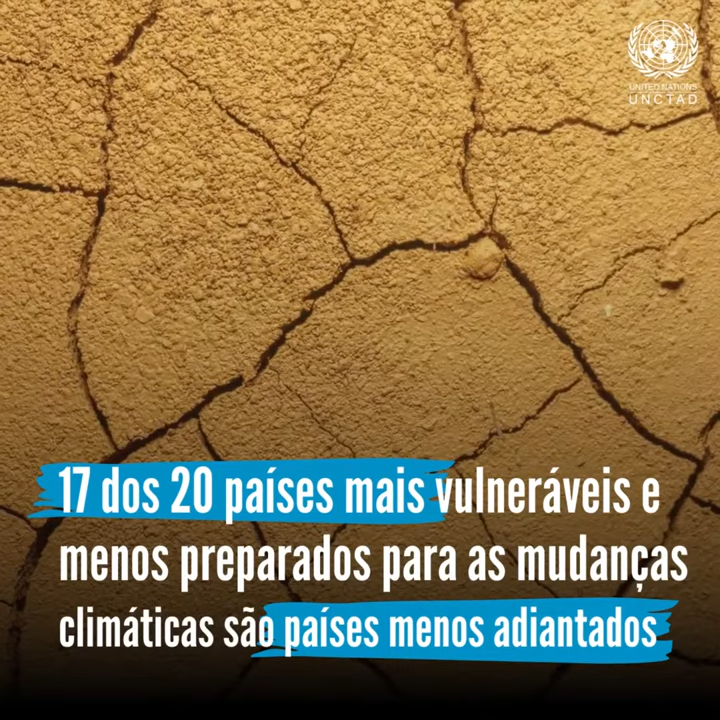 UNITED NATIONS
UNCTAD
17 dos 20 países mais vulneráveis e
menos preparados para as mudanças
climáticas são países menos adiantados